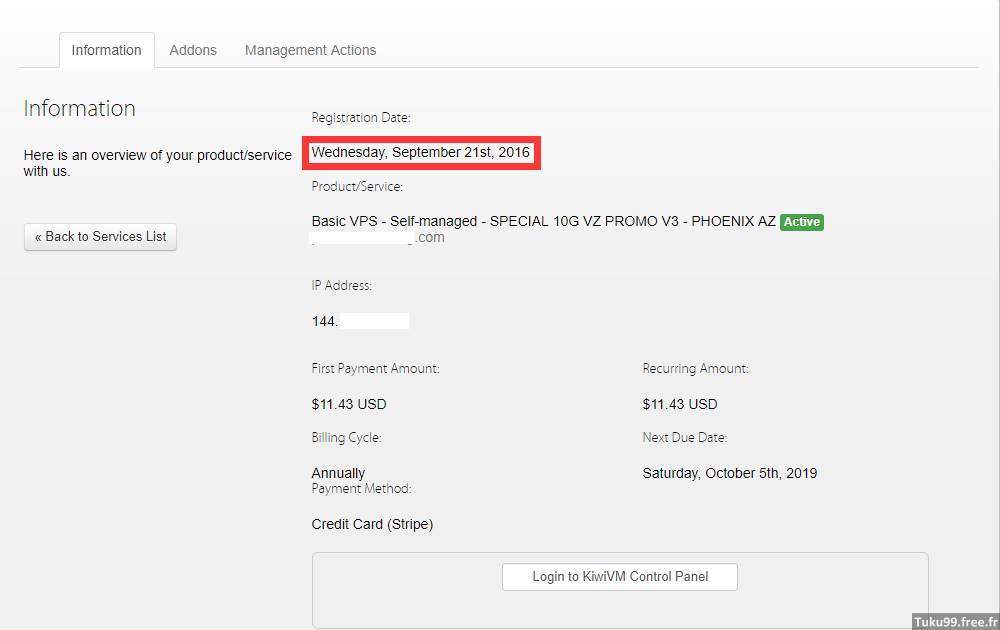 Information Addons Management Actions
Information
Here is an overview of your product/service
with us.
« Back to Services List
Registration Date:
Wednesday, September 21st, 2016
Product/Service:
Basic VPS - Self-managed - SPECIAL 10G VZ PROMO V3 - PHOENIX AZ Active
.com
IP Address:
144.
First Payment Amount: Recurring Amount:
$11.43 USD $11.43 USD
Billing Cycle: Next Due Date:
Annually Saturday, October 5th, 2019
Payment Method:
Credit Card (Stripe)
Login to KiwiVM Control Panel
Tuku99.free.fr